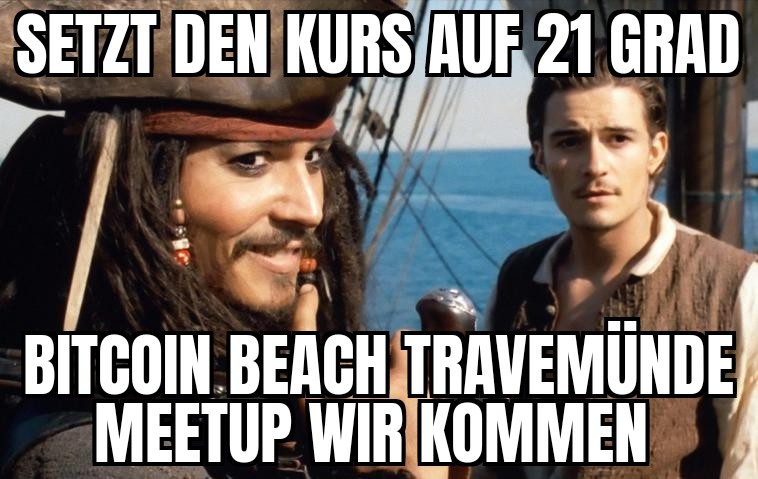 SETZT DEN KURS AUF 21 GRAD
BITCOIN BEACH TRAVEMÜNDE
MEETUP WIR KOMMEN